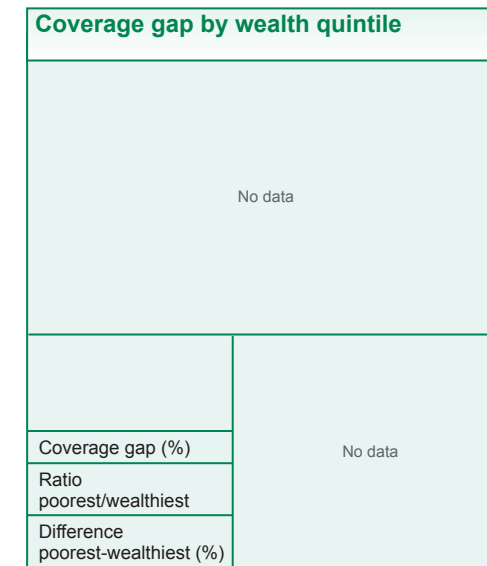 Coverage gap by wealth quintile
No data
Coverage gap (%)
No data
Ratio
poorest/wealthiest
Difference
poorest-wealthiest (%)